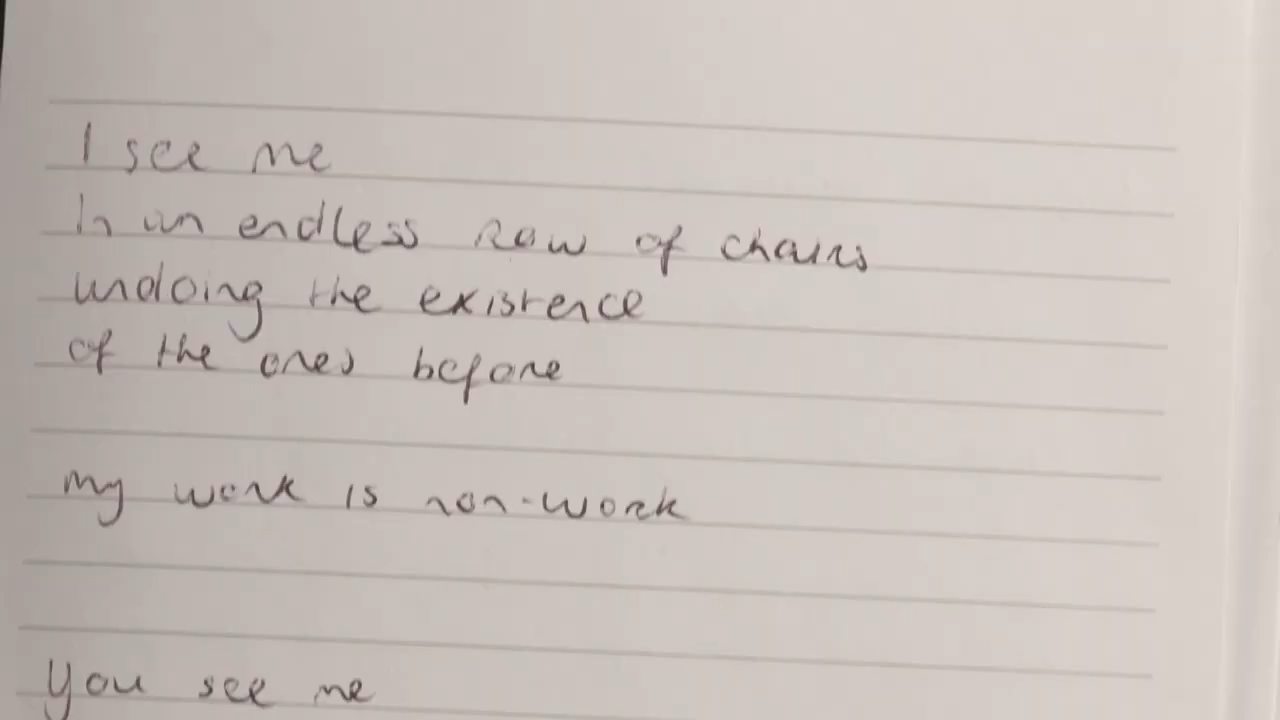 I see me
In an endless row of chairs
undoing the existence
of the ones before
my work is non-work
you see me